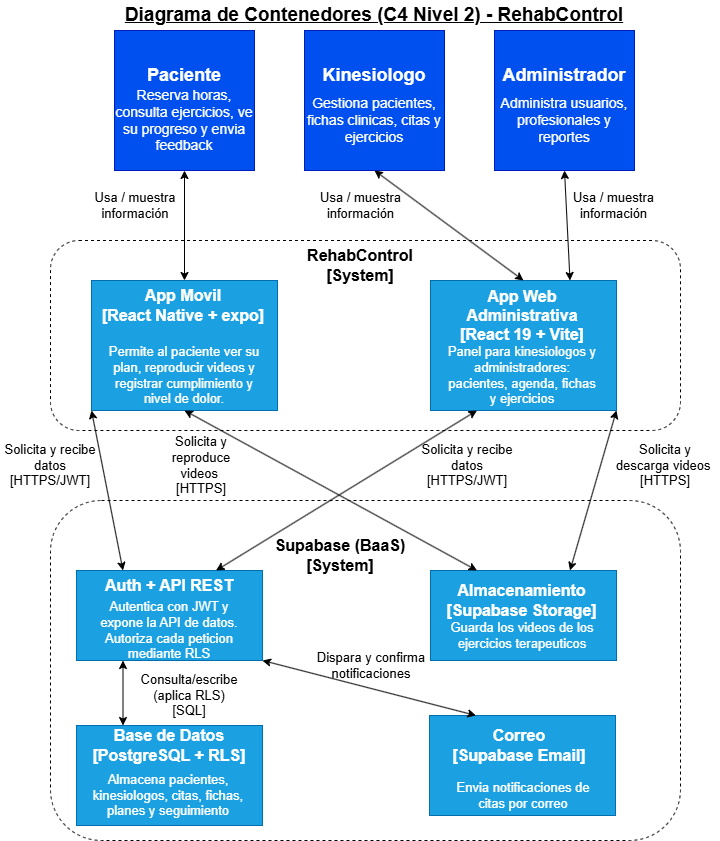 Diagrama de Contenedores (C4 Nivel 2) - RehabControl
Paciente
Reserva horas,
consulta ejercicios, ve
su progreso y envia
feedback
Kinesiologo
Gestiona pacientes,
fichas clinicas, citas y
ejercicios
Administrador
Administra usuarios,
profesionales y
reportes
Usa / muestra
información
Usa / muestra
información
Usa / muestra
información
RehabControl
[System]
App Movil
[React Native + expo]
Permite al paciente ver su
plan, reproducir videos y
registrar cumplimiento y
nivel de dolor.
App Web
Administrativa
[React 19 + Vite]
Panel para kinesiologos y
administradores:
pacientes, agenda, fichas
y ejercicios
Solicita y recibe
datos
[HTTPS/JWT]
Solicita y
reproduce
videos
[HTTPS]
Solicita y recibe
datos
[HTTPS/JWT]
Solicita y
descarga videos
[HTTPS]
Supabase (BaaS)
[System]
Auth + API REST
Autentica con JWT y
expone la API de datos.
Autoriza cada peticion
mediante RLS
Almacenamiento
[Supabase Storage]
Guarda los videos de los
ejercicios terapeuticos
Dispara y confirma
notificaciones
Consulta/escribe
(aplica RLS)
[SQL]
Base de Datos
[PostgreSQL + RLS]
Almacena pacientes,
kinesiologos, citas, fichas,
planes y seguimiento
Correo
[Supabase Email]
Envia notificaciones de
citas por correo